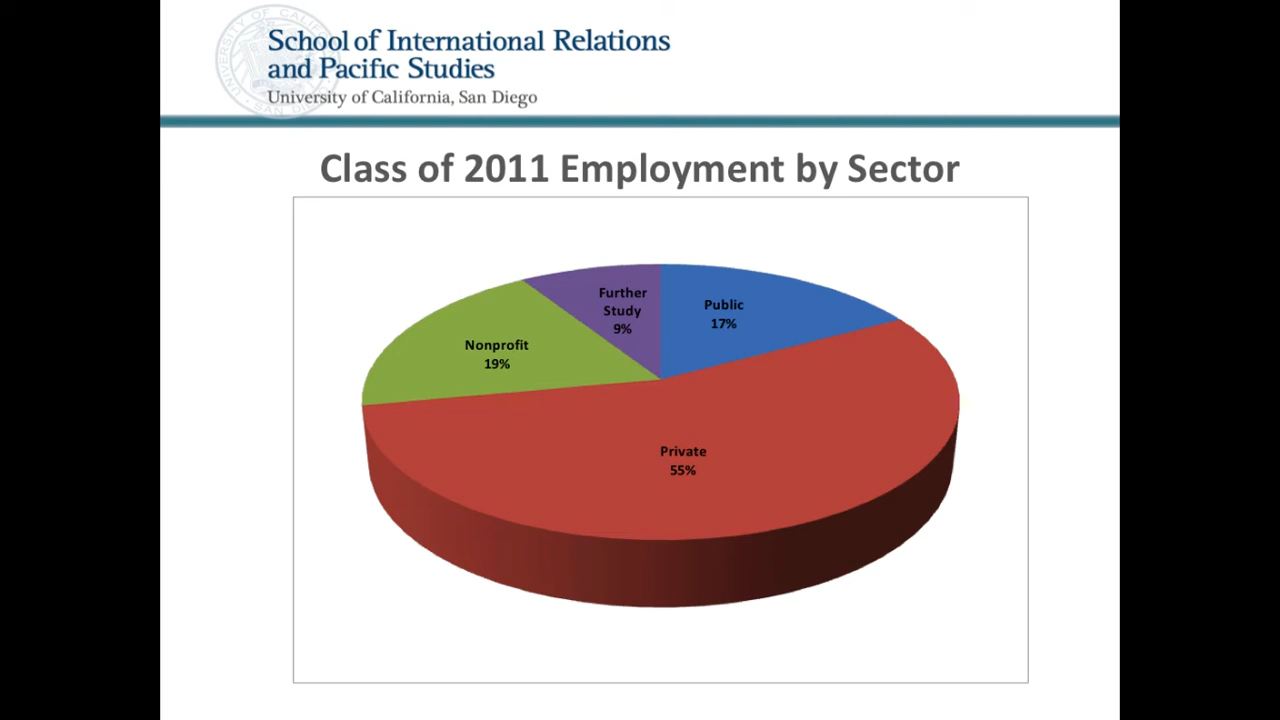 School of International Relations
and Pacific Studies
University of California, San Diego
Class of 2011 Employment by Sector
Further
Study
9%
Public
17%
Nonprofit
19%
Private
55%